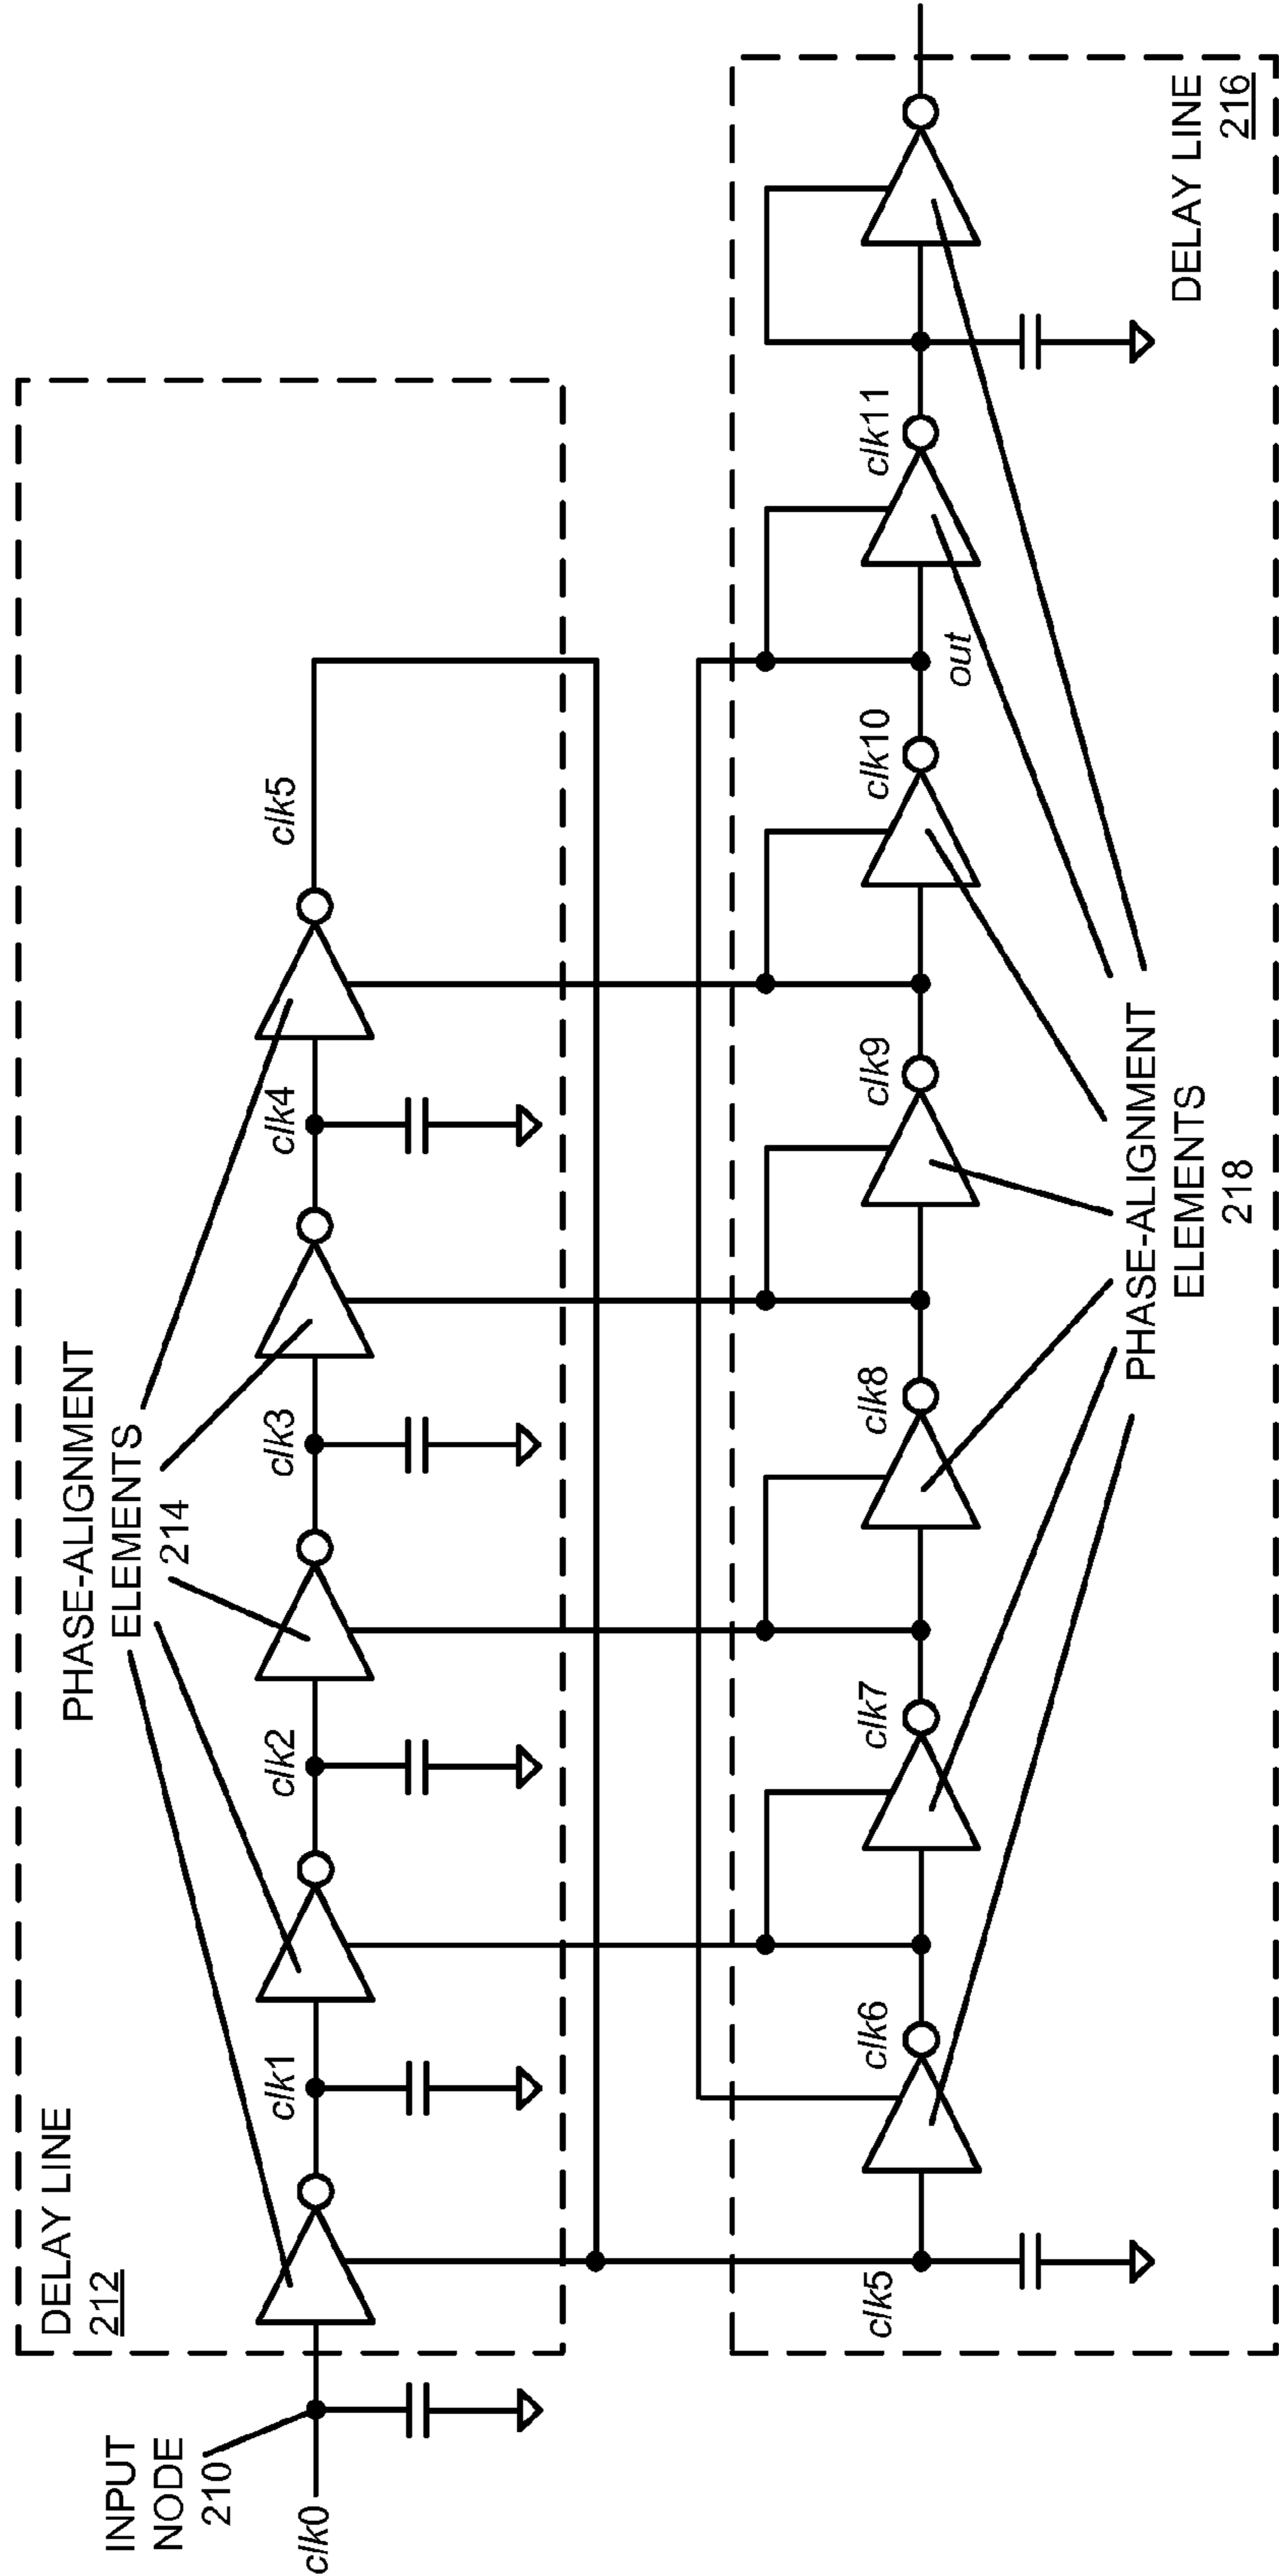 DELAY LINE
212
PHASE-ALIGNMENT
ELEMENTS
214
INPUT
NODE
210
clk0
clk1
clk2
clk3
clk4
clk5
clk5
clk6
clk7
clk8
clk9
clk10
out
clk11
PHASE-ALIGNMENT
ELEMENTS
218
DELAY LINE
216